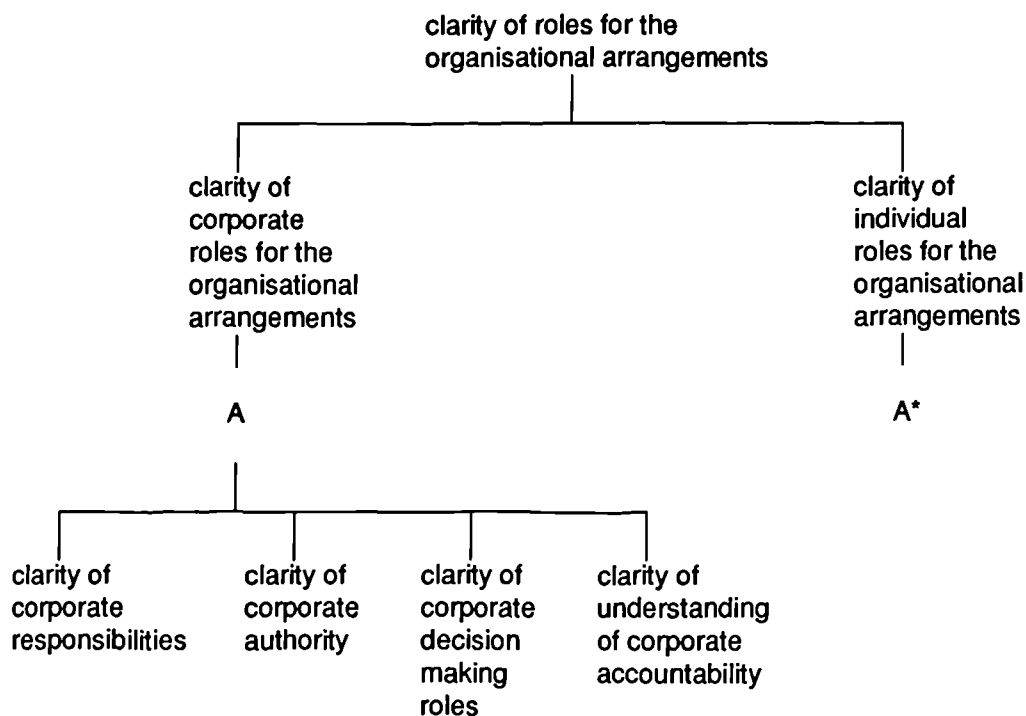 clarity of roles for the
organisational arrangements
clarity of
corporate
roles for the
organisational
arrangements
clarity of
individual
roles for the
organisational
arrangements
A
A*
clarity of
corporate
responsibilities
clarity of
corporate
authority
clarity of
corporate
decision
making
roles
clarity of
understanding
of corporate
accountability